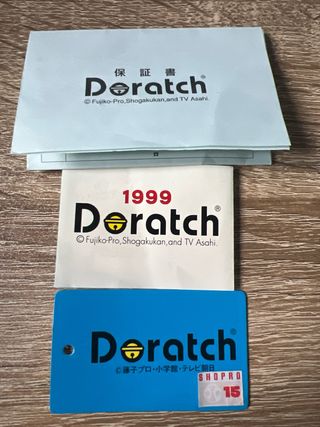 保証書
Doratch®
© Fujiko-Pro, Shogakukan, and TV Asahi.
1999
Doratch®
© Fujiko-Pro, Shogakukan, and TV Asahi.
Doratch®
©藤子プロ・小学館・テレビ朝日
SHOPRO
15